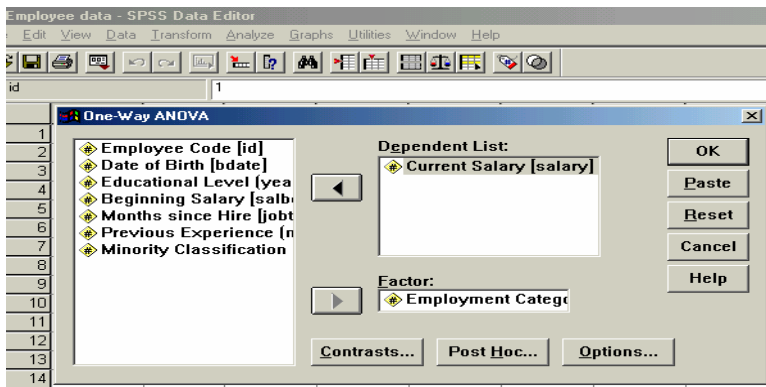 Employee data - SPSS Data Editor
Edit View Data Transform Analyze Graphs Utilities Window Help
id 1
One-Way ANOVA
1
2
3
4
5
6
7
8
9
10
11
12
13
14
Employee Code [id]
Date of Birth [bdate]
Educational Level (yea
Beginning Salary [salb
Months since Hire [jobt
Previous Experience (m
Minority Classification
Dependent List:
Current Salary [salary]
Factor:
Employment Catego
OK
Paste
Reset
Cancel
Help
Contrasts... Post Hoc... Options...